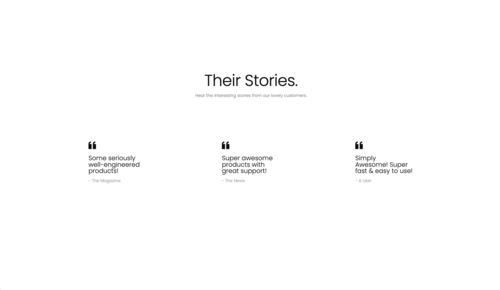 Their Stories.
Hear the interesting stories from our lovely customers.
Some seriously
well-engineered
products!
- The Magazine
Super awesome
products with
great support!
- The News
Simply
Awesome! Super
fast & easy to use!
- A User